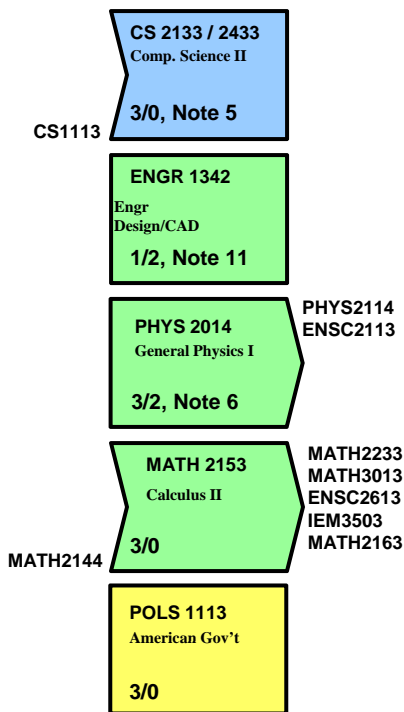 CS 2133 / 2433
Comp. Science II
3/0, Note 5
CS1113
ENGR 1342
Engr
Design/CAD
1/2, Note 11
PHYS 2014
General Physics I
3/2, Note 6
PHYS2114
ENSC2113
MATH 2153
Calculus II
3/0
MATH2144
MATH2233
MATH3013
ENSC2613
IEM3503
MATH2163
POLS 1113
American Gov't
3/0